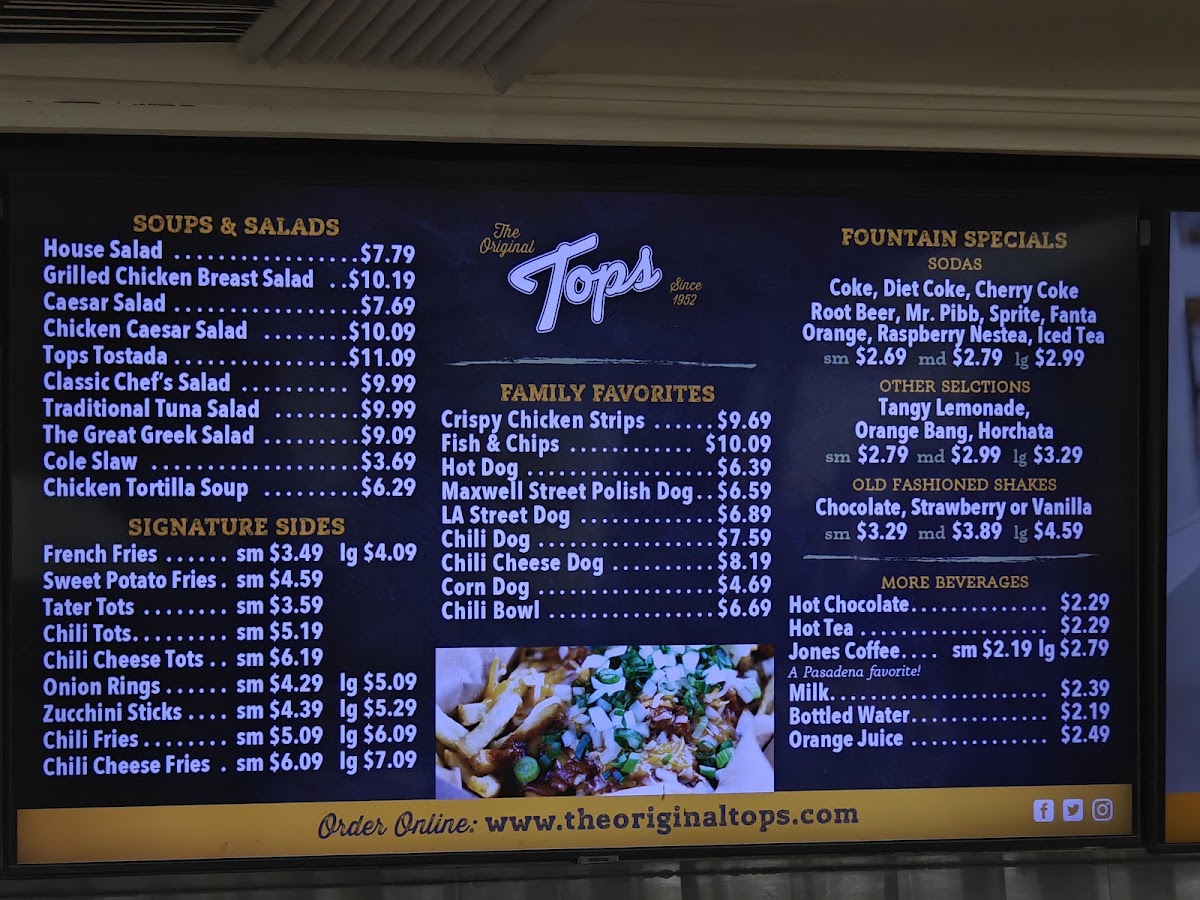 SOUPS & SALADS
House Salad ..................$7.79
Grilled Chicken Breast Salad ..$10.19
Caesar Salad ..................$7.69
Chicken Caesar Salad ........$10.09
Tops Tostada .................$11.09
Classic Chef's Salad .......... $9.99
Traditional Tuna Salad ........$9.99
The Great Greek Salad .........$9.09
Cole Slaw ....................$3.69
Chicken Tortilla Soup .........$6.29
SIGNATURE SIDES
French Fries ...... sm $3.49 lg $4.09
Sweet Potato Fries. sm $4.59
Tater Tots ........ sm $3.59
Chili Tots......... sm $5.19
Chili Cheese Tots .. sm $6.19
Onion Rings ...... sm $4.29 lg $5.09
Zucchini Sticks .... sm $4.39 lg $5.29
Chili Fries ........ sm $5.09 lg $6.09
Chili Cheese Fries . sm $6.09 lg $7.09
The
Original
Tops
Since
1952
FAMILY FAVORITES
Crispy Chicken Strips ......$9.69
Fish & Chips ............ $10.09
Hot Dog ..................$6.39
Maxwell Street Polish Dog..$6.59
LA Street Dog .............$6.89
Chili Dog .................$7.59
Chili Cheese Dog ..........$8.19
Corn Dog .................$4.69
Chili Bowl ................$6.69
FOUNTAIN SPECIALS
SODAS
Coke, Diet Coke, Cherry Coke
Root Beer, Mr. Pibb, Sprite, Fanta
Orange, Raspberry Nestea, Iced Tea
sm $2.69 md $2.79 lg $2.99
OTHER SELCTIONS
Tangy Lemonade,
Orange Bang, Horchata
sm $2.79 md $2.99 lg $3.29
OLD FASHIONED SHAKES
Chocolate, Strawberry or Vanilla
sm $3.29 md $3.89 lg $4.59
MORE BEVERAGES
Hot Chocolate.............. $2.29
Hot Tea ................... $2.29
Jones Coffee.... sm $2.19 lg $2.79
A Pasadena favorite!
Milk...................... $2.39
Bottled Water.............. $2.19
Orange Juice .............. $2.49
Order Online: www.theoriginaltops.com